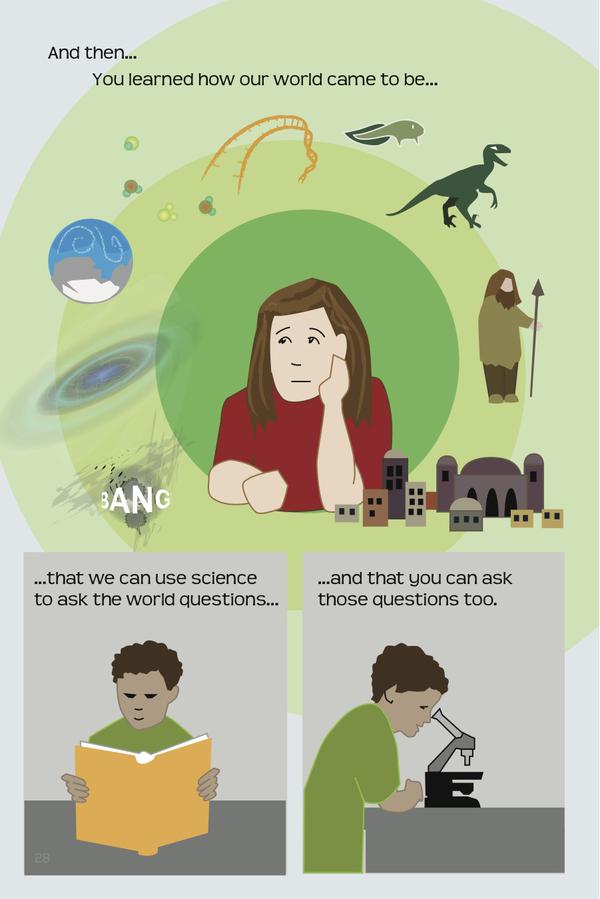 And then...
You learned how our world came to be...
BANG
...that we can use science
to ask the world questions...
...and that you can ask
those questions too.
28